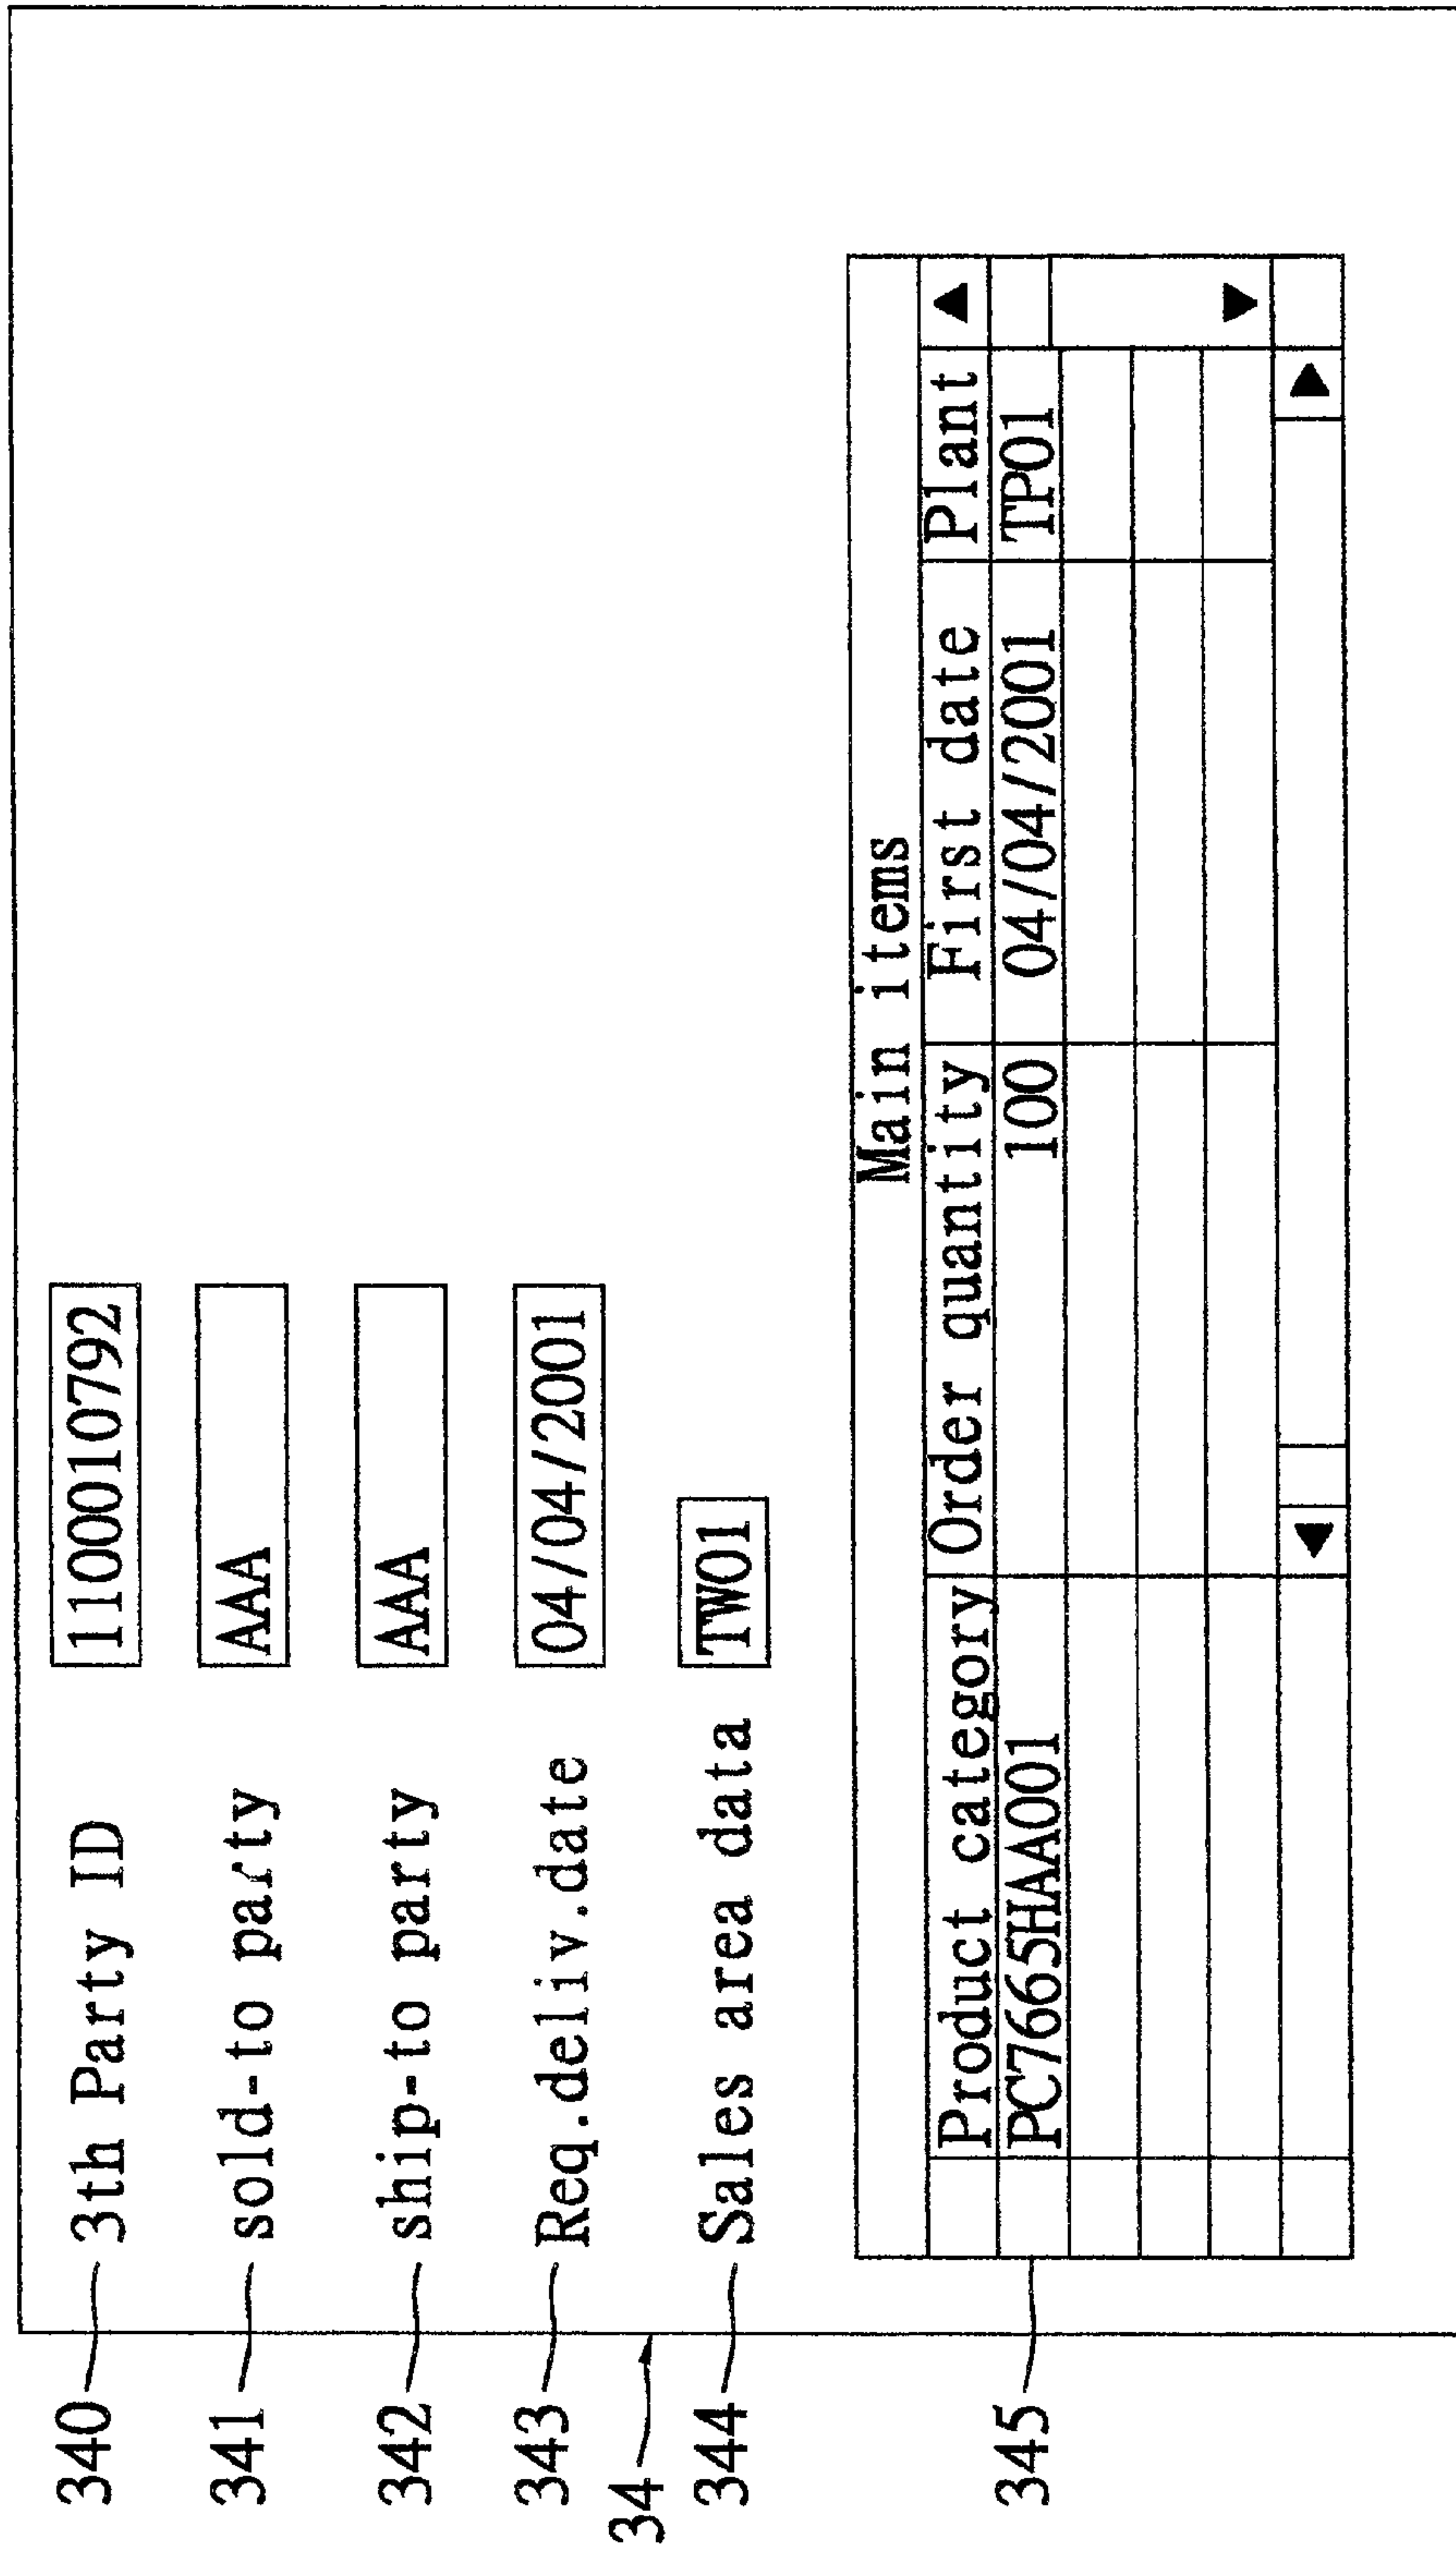 340 3th Party ID 1100010792
341 sold-to party AAA
342 ship-to party AAA
343 Req.deliv.date 04/04/2001
34
344 Sales area data TW01
Main items
Product category Order quantity First date Plant
345 PC7665HAA001 100 04/04/2001 TP01